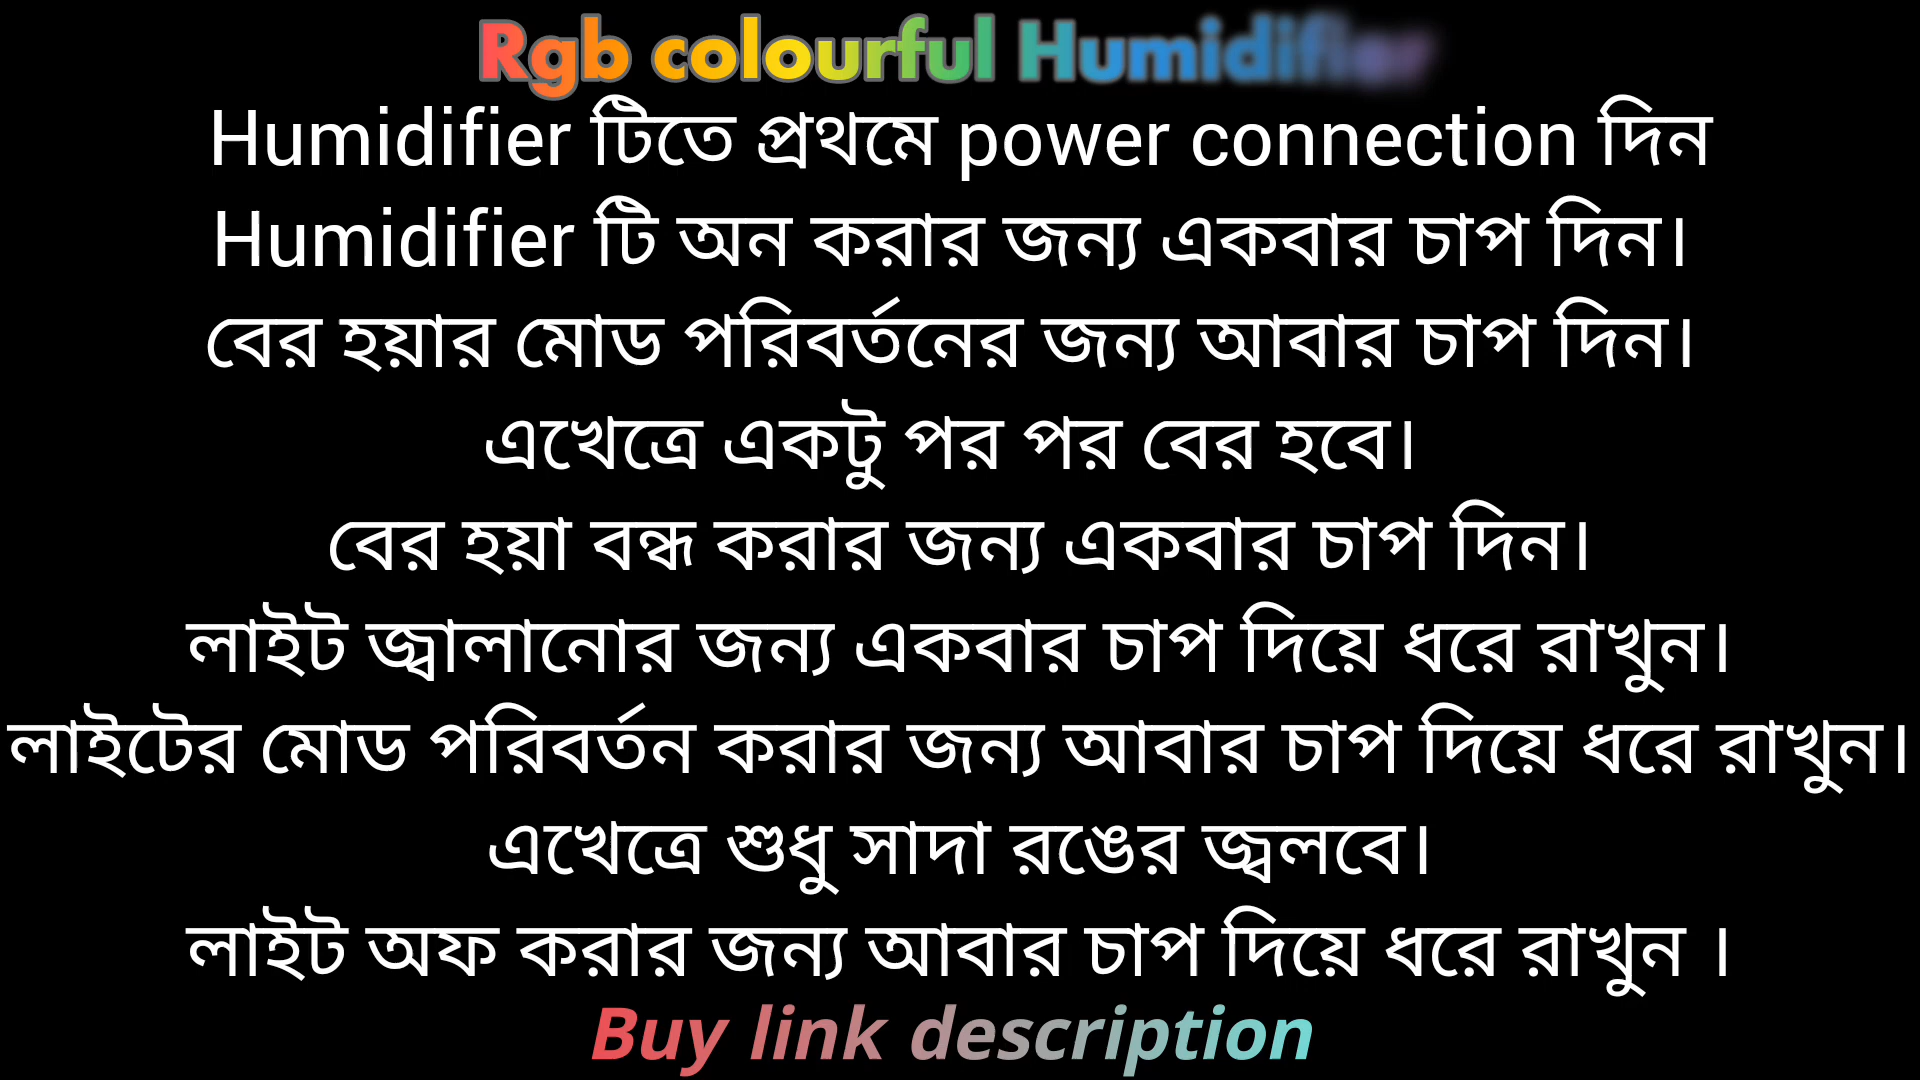 Rgb colourful Humidifier
Humidifier টিতে প্রথমে power connection দিন
Humidifier টি অন করার জন্য একবার চাপ দিন।
বের হয়ার মোড পরিবর্তনের জন্য আবার চাপ দিন।
এখেত্রে একটু পর পর বের হবে।
বের হয়া বন্ধ করার জন্য একবার চাপ দিন।
লাইট জ্বালানোর জন্য একবার চাপ দিয়ে ধরে রাখুন।
লাইটের মোড পরিবর্তন করার জন্য আবার চাপ দিয়ে ধরে রাখুন।
এখেত্রে শুধু সাদা রঙের জ্বলবে।
লাইট অফ করার জন্য আবার চাপ দিয়ে ধরে রাখুন ।
Buy link description